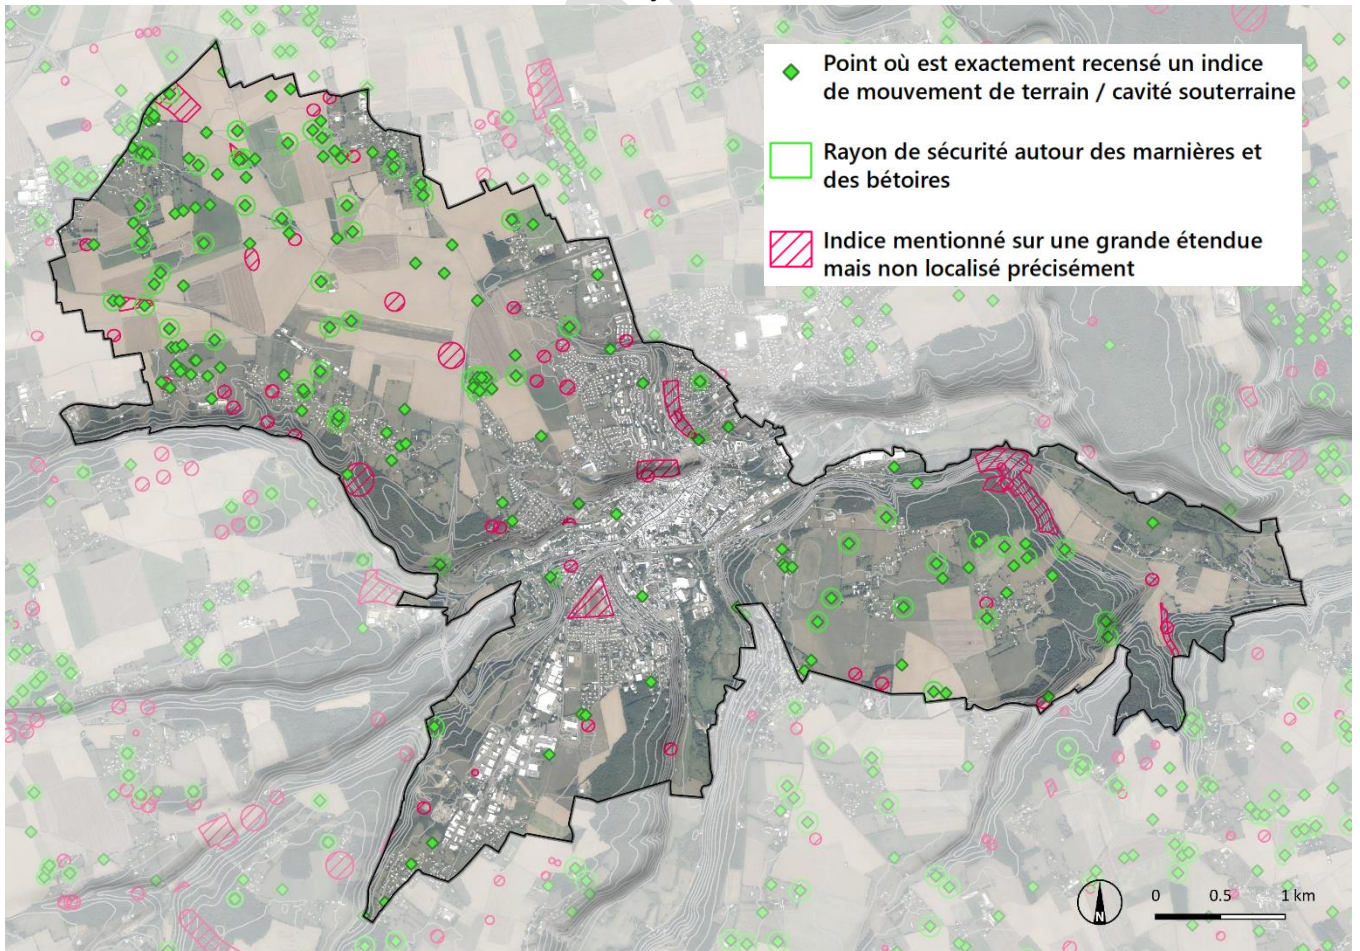 Point où est exactement recensé un indice
de mouvement de terrain / cavité souterraine
Rayon de sécurité autour des marnières et
des bétoires
Indice mentionné sur une grande étendue
mais non localisé précisément
N
0 0.5 1 km